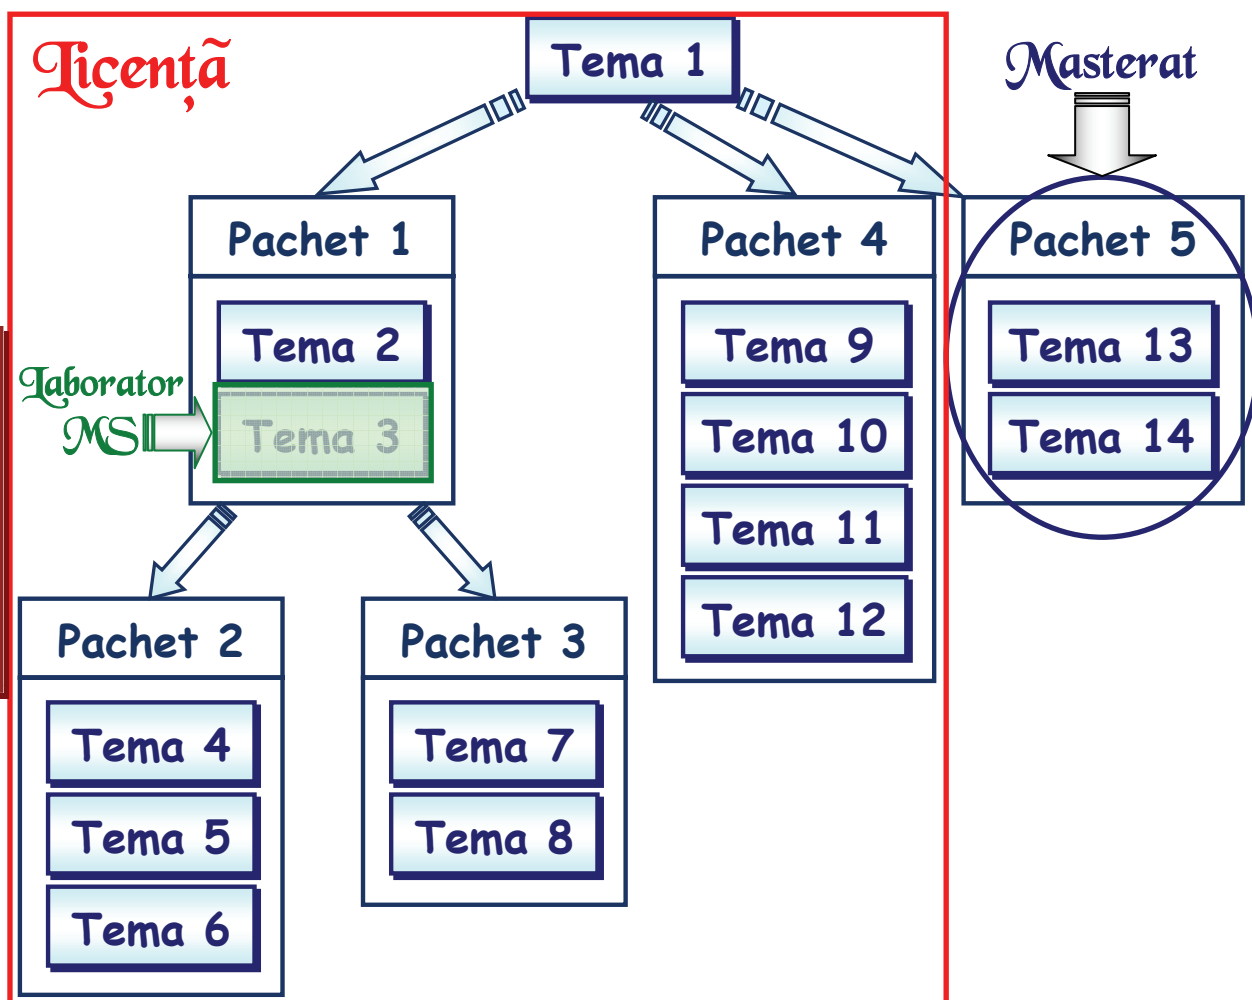 Licență
Tema 1
Masterat
Pachet 1
Pachet 4
Pachet 5
Tema 2
Tema 9
Tema 13
Laborator
MS
Tema 3
Tema 10
Tema 14
Tema 11
Tema 12
Pachet 2
Pachet 3
Tema 4
Tema 7
Tema 5
Tema 8
Tema 6